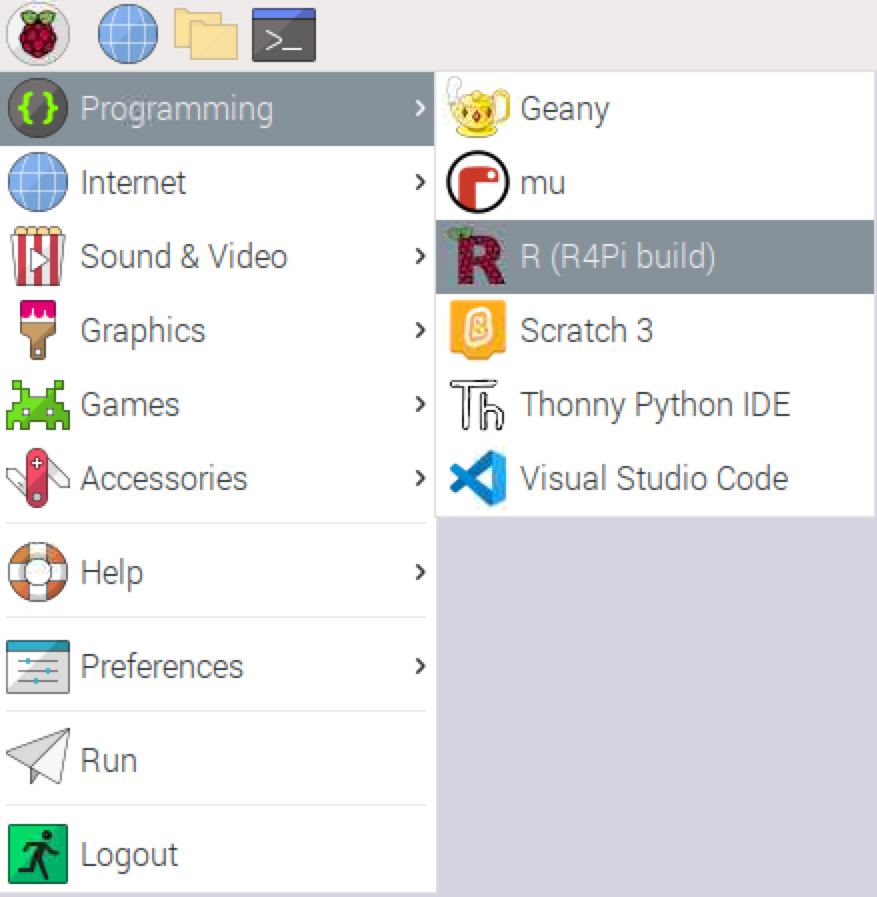 Programming
Internet
Sound & Video
Graphics
Games
Accessories
Help
Preferences
Run
Logout
Geany
mu
R (R4Pi build)
Scratch 3
Thonny Python IDE
Visual Studio Code